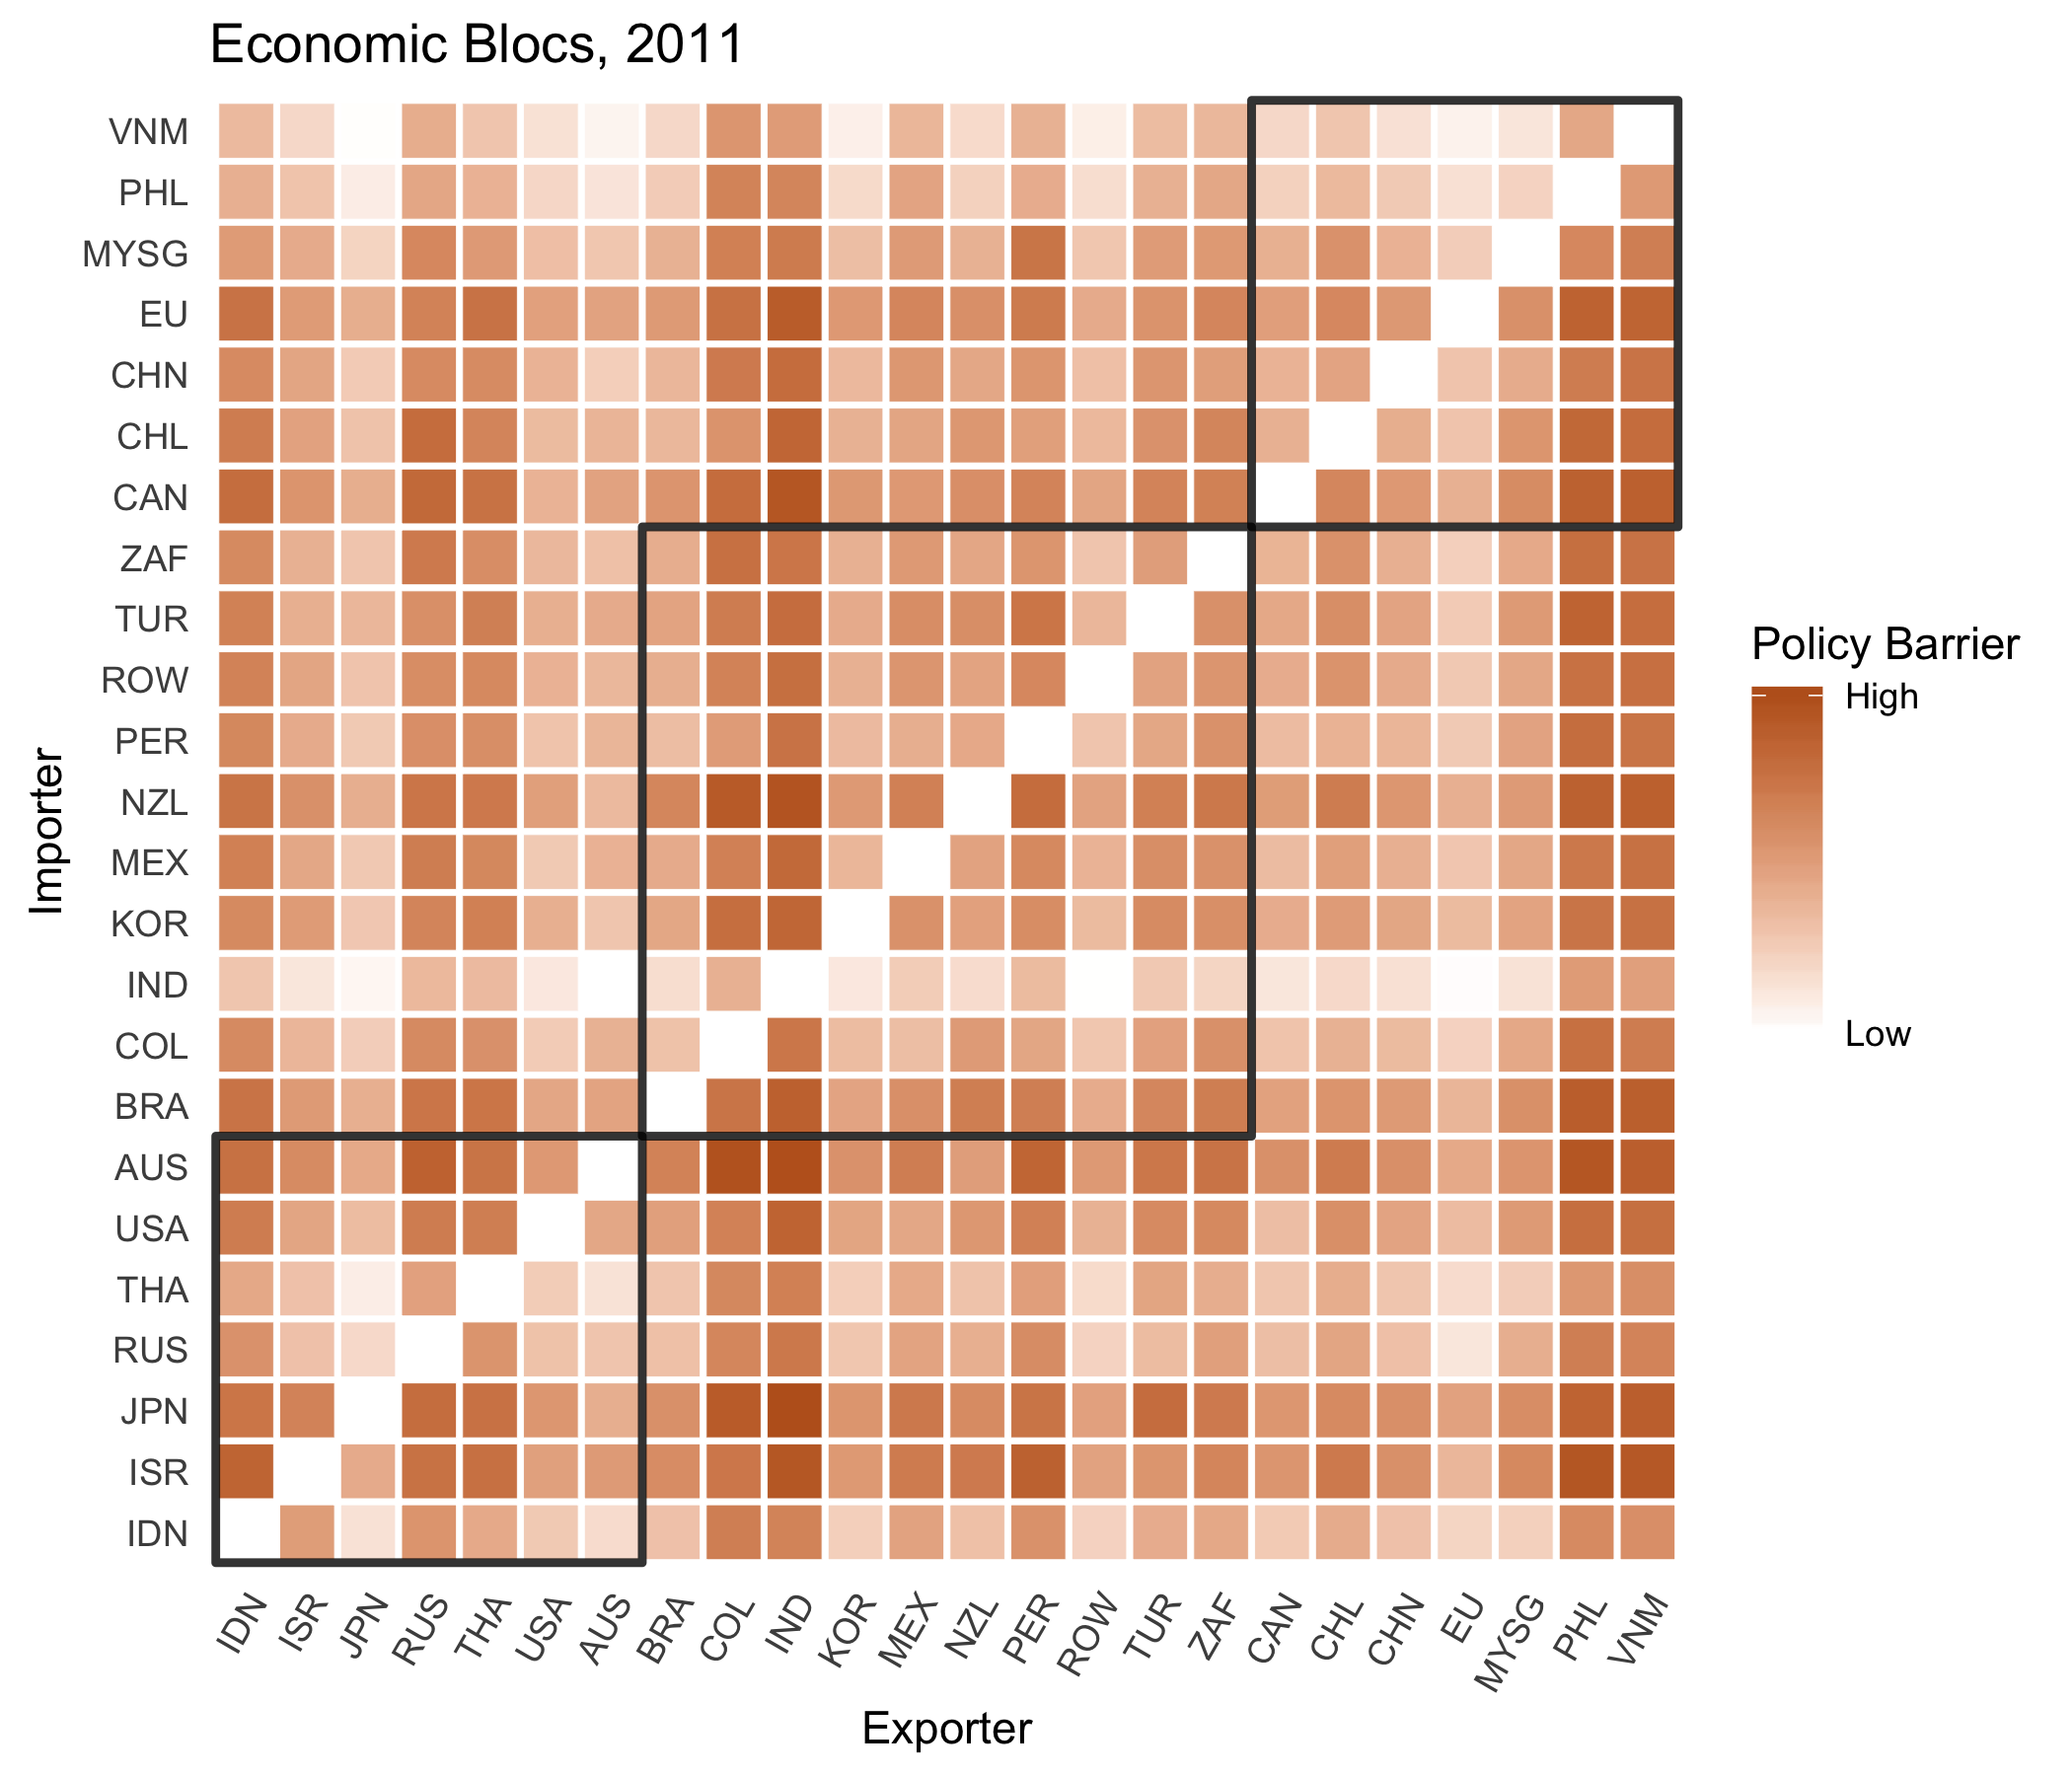 Economic Blocs, 2011
VNM
PHL
MYSG
EU
CHN
CHL
CAN
ZAF
TUR
ROW
PER
NZL
MEX
KOR
IND
COL
BRA
AUS
USA
THA
RUS
JPN
ISR
IDN
Importer
IDN ISR JPN RUS THA USA AUS BRA COL IND KOR MEX NZL PER ROW TUR ZAF CAN CHL CHN EU MYSG PHL VNM
Exporter
Policy Barrier
High
Low